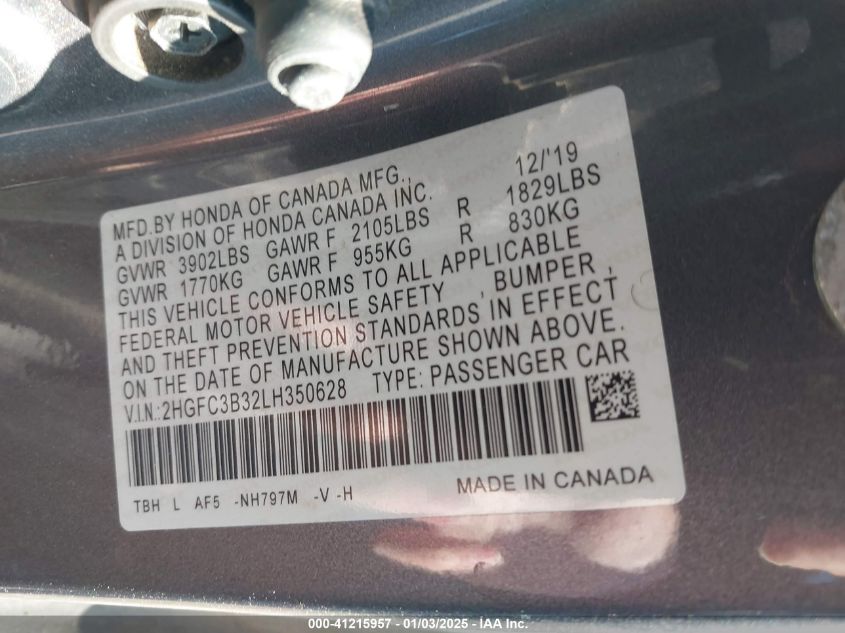 MFD.BY HONDA OF CANADA MFG., 12/'19
A DIVISION OF HONDA CANADA INC.
GVWR 3902LBS GAWR F 2105LBS R 1829LBS
GVWR 1770KG GAWR F 955KG R 830KG
THIS VEHICLE CONFORMS TO ALL APPLICABLE
FEDERAL MOTOR VEHICLE SAFETY , BUMPER ,
AND THEFT PREVENTION STANDARDS IN EFFECT
ON THE DATE OF MANUFACTURE SHOWN ABOVE.
V.I.N.:2HGFC3B32LH350628 TYPE: PASSENGER CAR
TBH L AF5 -NH797M -V -H MADE IN CANADA
000-41215957 - 01/03/2025 - IAA Inc.